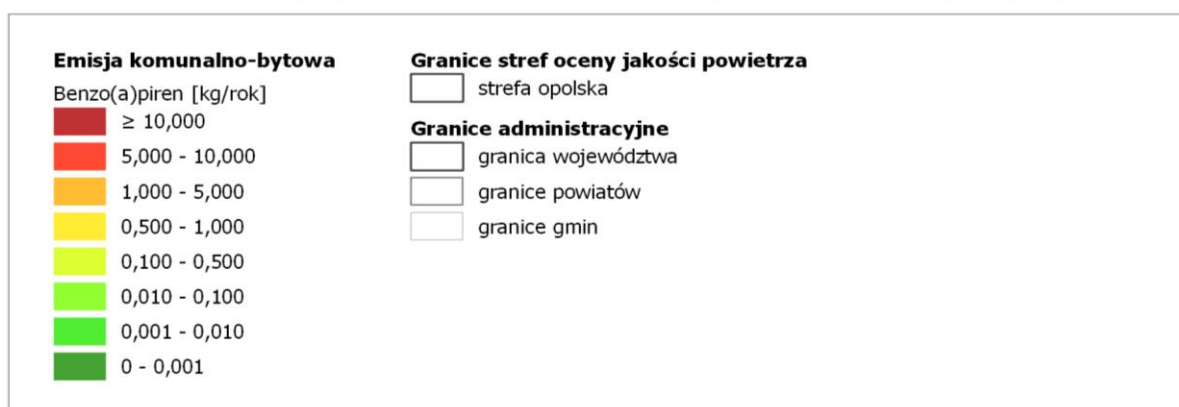 Emisja komunalno-bytowa
Benzo(a)piren [kg/rok]
≥ 10,000
5,000 - 10,000
1,000 - 5,000
0,500 - 1,000
0,100 - 0,500
0,010 - 0,100
0,001 - 0,010
0 - 0,001
Granice stref oceny jakości powietrza
strefa opolska
Granice administracyjne
granica województwa
granice powiatów
granice gmin